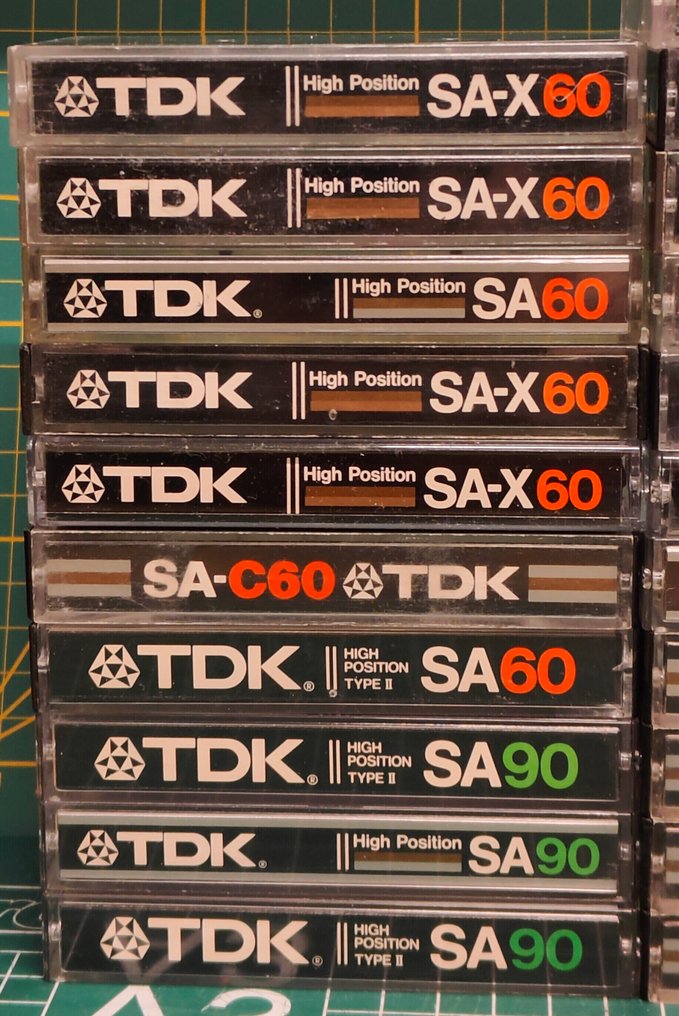 TDK High Position SA-X60
TDK High Position SA-X60
TDK® High Position SA60
TDK High Position SA-X60
TDK High Position SA-X60
SA-C60 TDK
TDK® HIGH POSITION TYPE II SA60
TDK® HIGH POSITION TYPE II SA90
TDK® High Position SA90
TDK® HIGH POSITION TYPE II SA90